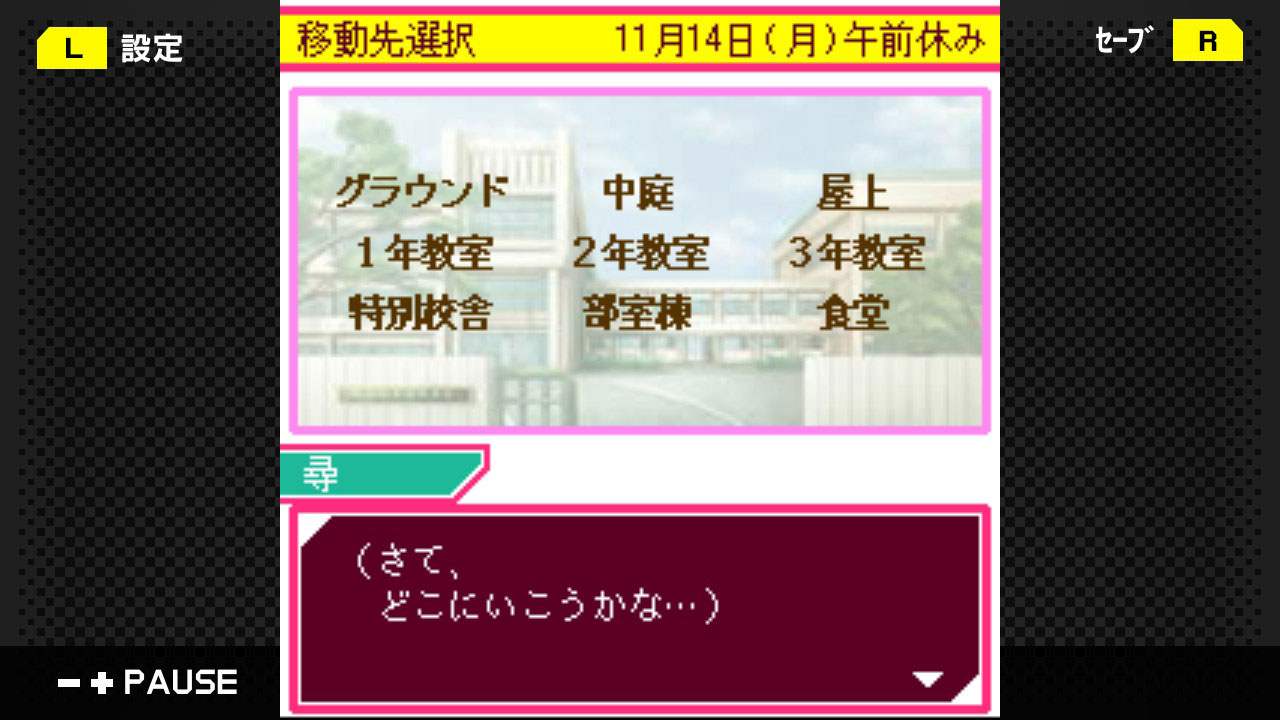 L 設定
移動先選択 11月14日(月)午前休み
ｾｰﾌﾞ R
グラウンド 中庭 屋上
1年教室 2年教室 3年教室
特別校舎 部室棟 食堂
尋
(さて、
どこにいこうかな…)
PAUSE